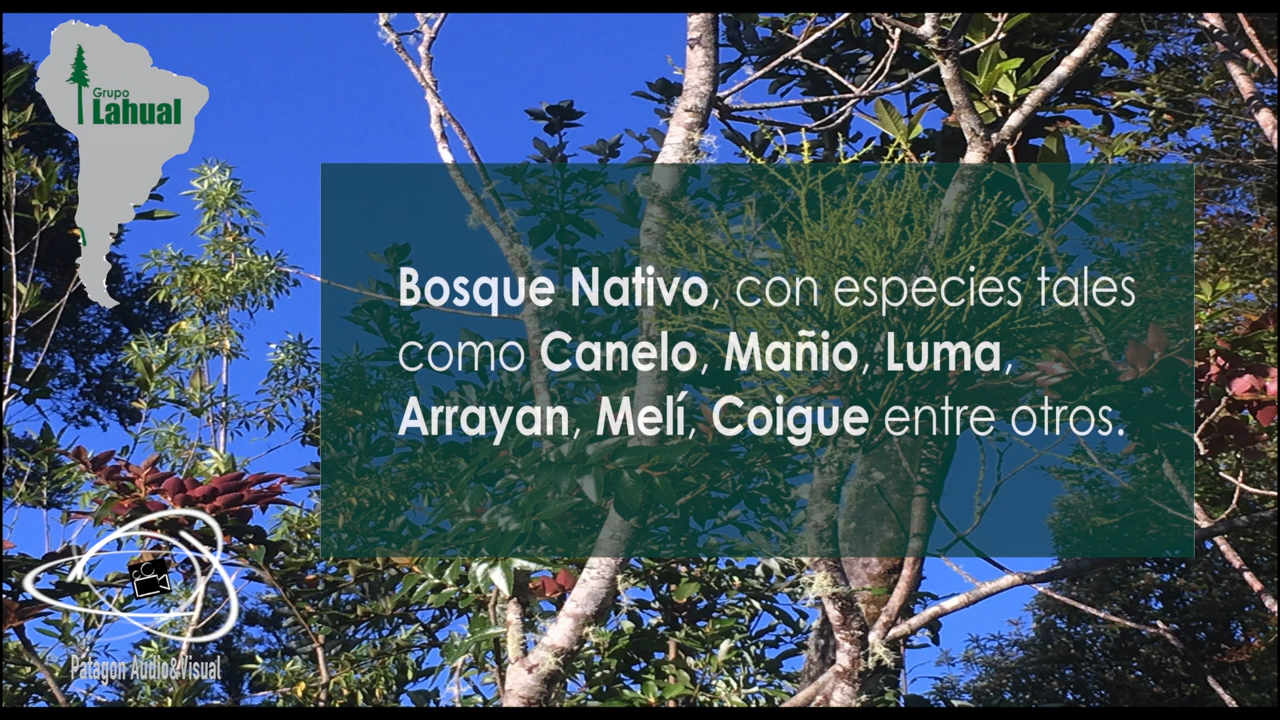 Grupo
Lahual
Bosque Nativo, con especies tales
como Canelo, Mañio, Luma,
Arrayan, Melí, Coigue entre otros.
Patagon Audio&Visual